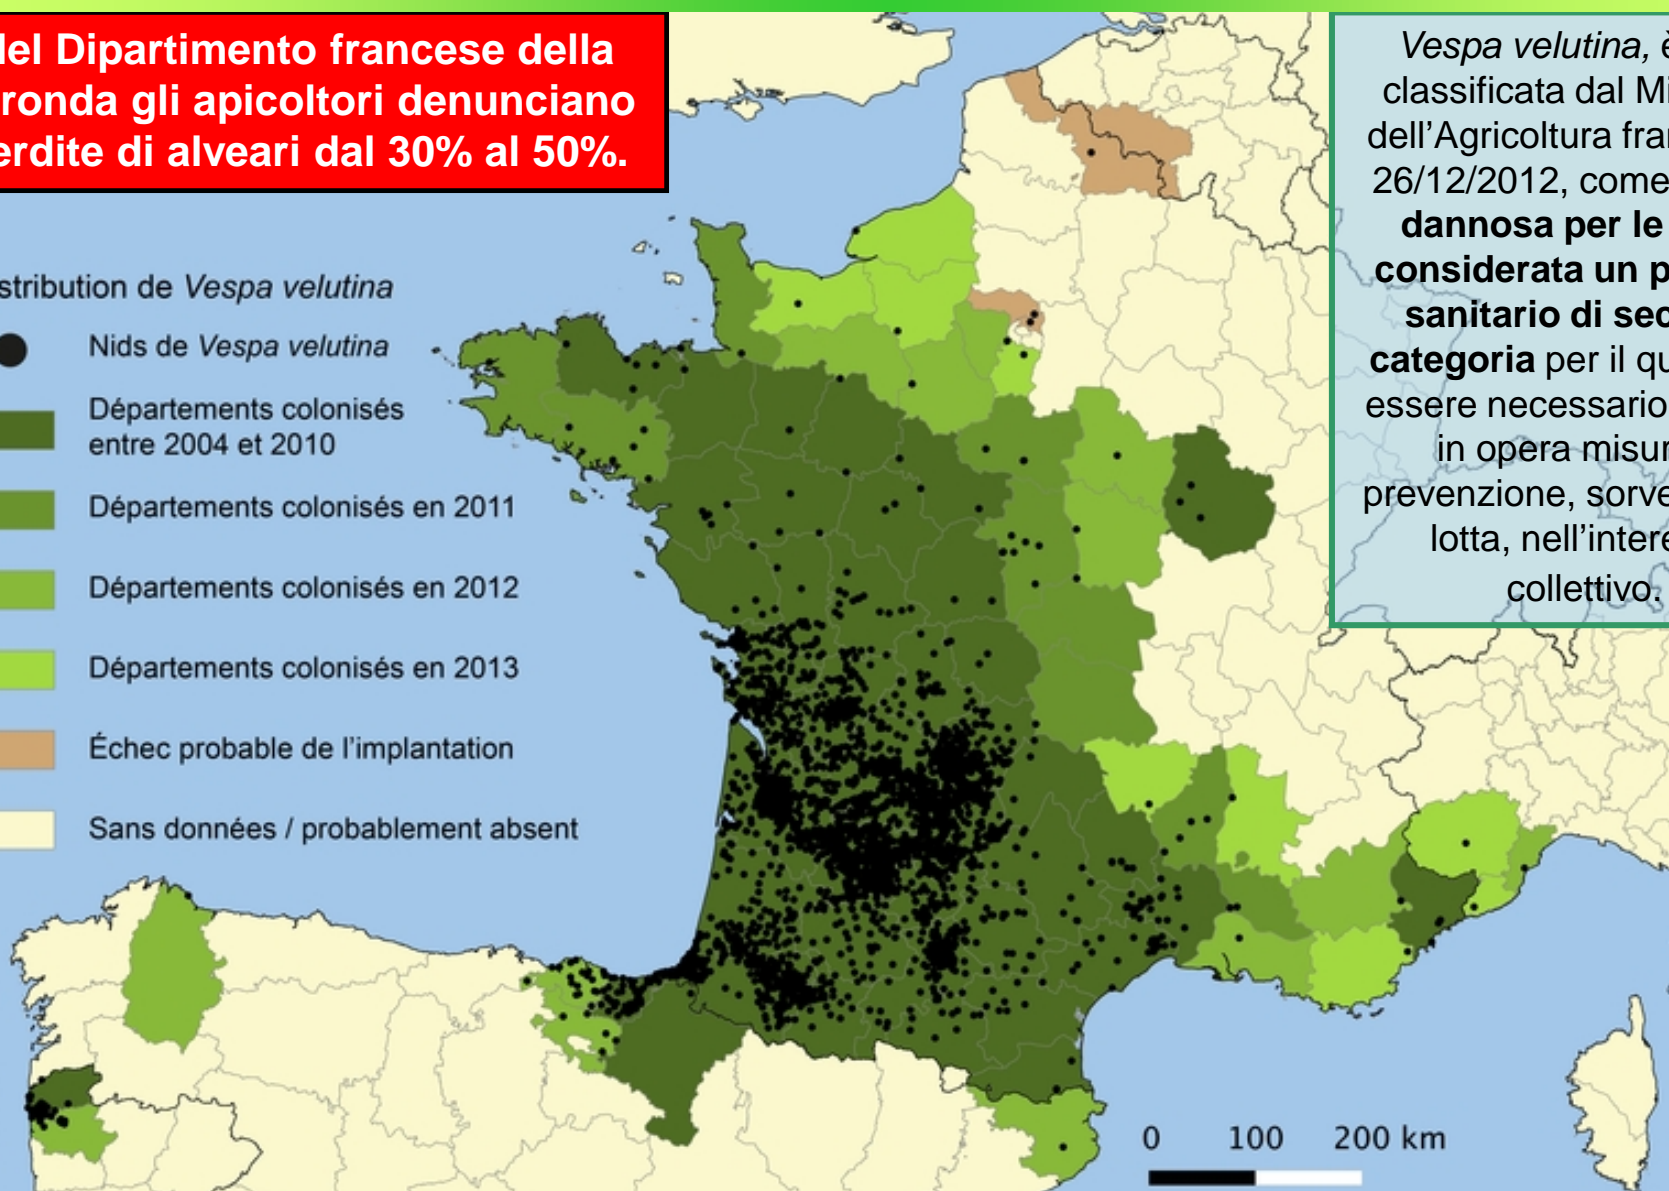 del Dipartimento francese della
ronda gli apicoltori denunciano
erdite di alveari dal 30% al 50%.
Vespa velutina, è
classificata dal Mi
dell’Agricoltura fra
26/12/2012, come
dannosa per le
considerata un p
sanitario di sec
categoria per il qu
essere necessario
in opera misur
prevenzione, sorve
lotta, nell’intere
collettivo.
stribution de Vespa velutina
Nids de Vespa velutina
Départements colonisés
entre 2004 et 2010
Départements colonisés en 2011
Départements colonisés en 2012
Départements colonisés en 2013
Échec probable de l’implantation
Sans données / probablement absent
0 100 200 km